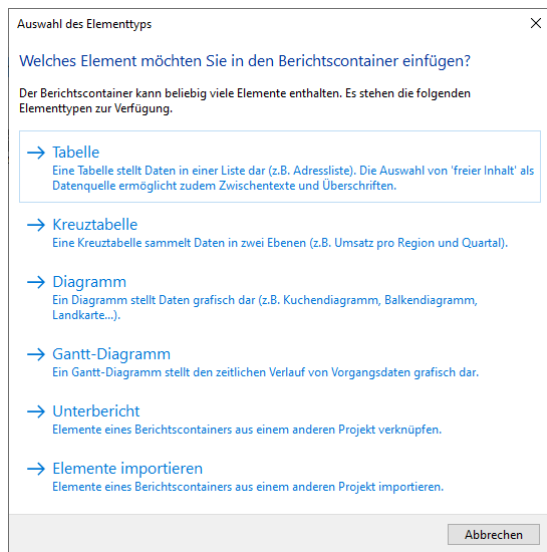 Auswahl des Elementtyps
Welches Element möchten Sie in den Berichtscontainer einfügen?
Der Berichtscontainer kann beliebig viele Elemente enthalten. Es stehen die folgenden
Elementtypen zur Verfügung.
Tabelle
Eine Tabelle stellt Daten in einer Liste dar (z.B. Adressliste). Die Auswahl von 'freier Inhalt' als
Datenquelle ermöglicht zudem Zwischentexte und Überschriften.
Kreuztabelle
Eine Kreuztabelle sammelt Daten in zwei Ebenen (z.B. Umsatz pro Region und Quartal).
Diagramm
Ein Diagramm stellt Daten grafisch dar (z.B. Kuchendiagramm, Balkendiagramm,
Landkarte...).
Gantt-Diagramm
Ein Gantt-Diagramm stellt den zeitlichen Verlauf von Vorgangsdaten grafisch dar.
Unterbericht
Elemente eines Berichtscontainers aus einem anderen Projekt verknüpfen.
Elemente importieren
Elemente eines Berichtscontainers aus einem anderen Projekt importieren.
Abbrechen